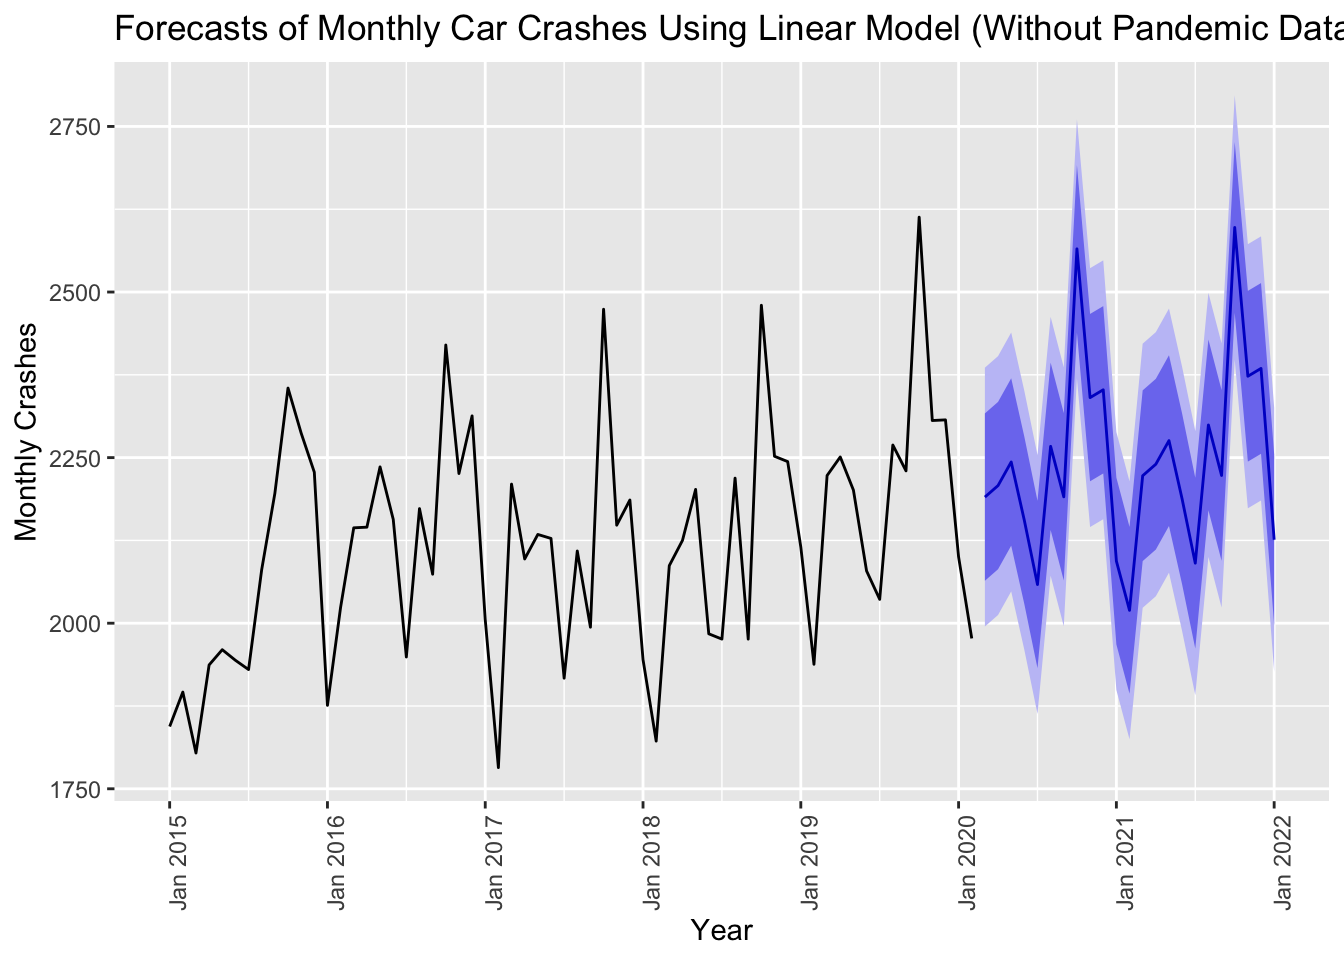 Forecasts of Monthly Car Crashes Using Linear Model (Without Pandemic Data
Monthly Crashes
2750
2500
2250
2000
1750
Jan 2015
Jan 2016
Jan 2017
Jan 2018
Jan 2019
Jan 2020
Jan 2021
Jan 2022
Year